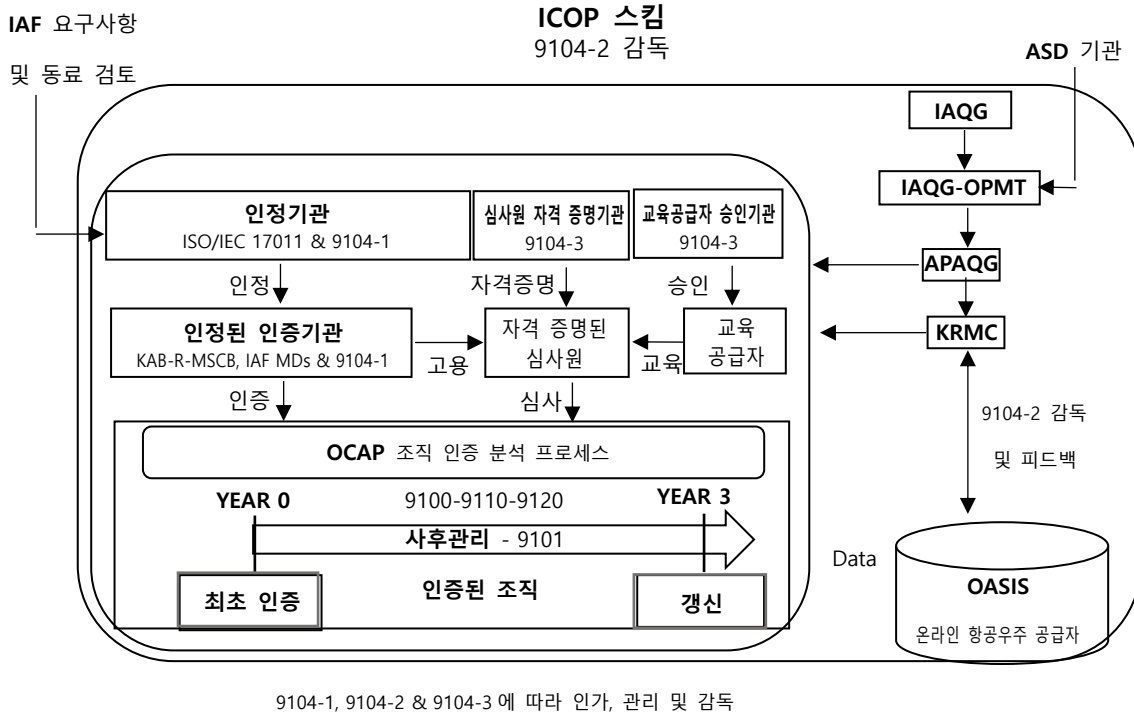 ICOP 스킴
9104-2 감독
IAF 요구사항
및 동료 검토
ASD 기관
IAQG
IAQG-OPMT
APAQG
KRMC
인정기관
ISO/IEC 17011 & 9104-1
심사원 자격 증명기관
9104-3
교육공급자 승인기관
9104-3
인정
자격증명
승인
인정된 인증기관
KAB-R-MSCB, IAF MDs & 9104-1
고용
자격 증명된
심사원
교육
교육
공급자
인증
심사
9104-2 감독
및 피드백
OCAP 조직 인증 분석 프로세스
YEAR 0
9100-9110-9120
YEAR 3
사후관리 - 9101
최초 인증
인증된 조직
갱신
Data
OASIS
온라인 항공우주 공급자
9104-1, 9104-2 & 9104-3 에 따라 인가, 관리 및 감독